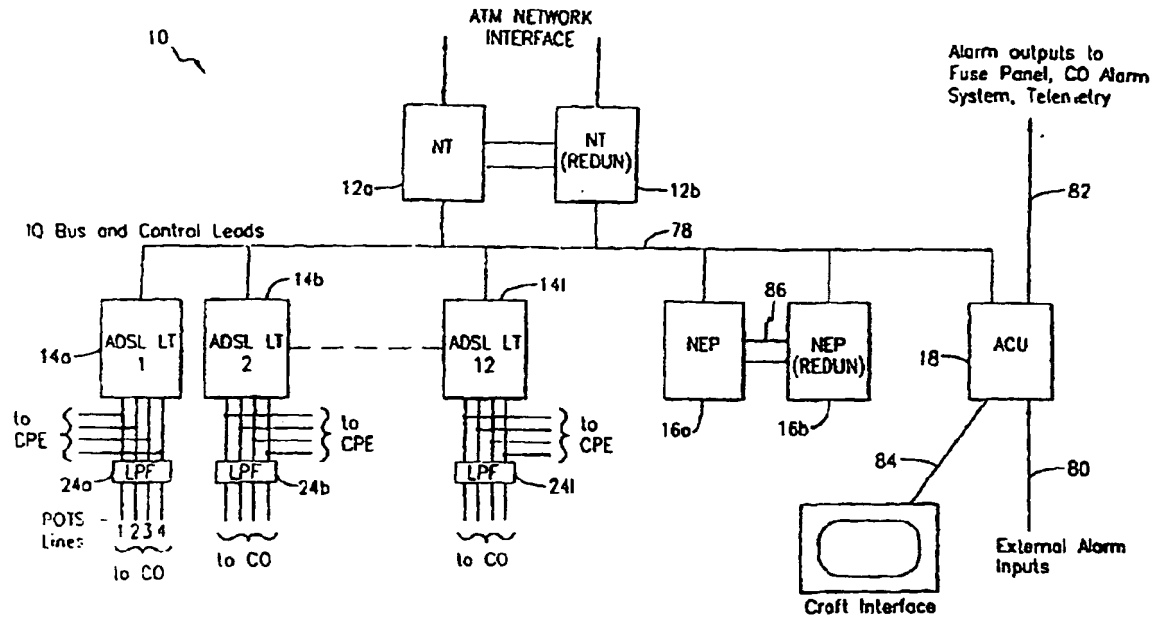 ATM NETWORK
INTERFACE
10
Alarm outputs to
Fuse Panel, CO Alarm
System, Telemetry
NT
NT
(REDUN)
12a
12b
82
IQ Bus and Control Leads
78
14b
14l
86
ADSL LT
1
ADSL LT
2
ADSL LT
12
NEP
NEP
(REDUN)
ACU
14a
18
16a
16b
to
CPE
to
CPE
to
CPE
84
80
LPF
LPF
LPF
24a
24b
24l
POTS
Lines
1 2 3 4
to CO
to CO
to CO
External Alarm
Inputs
Craft Interface